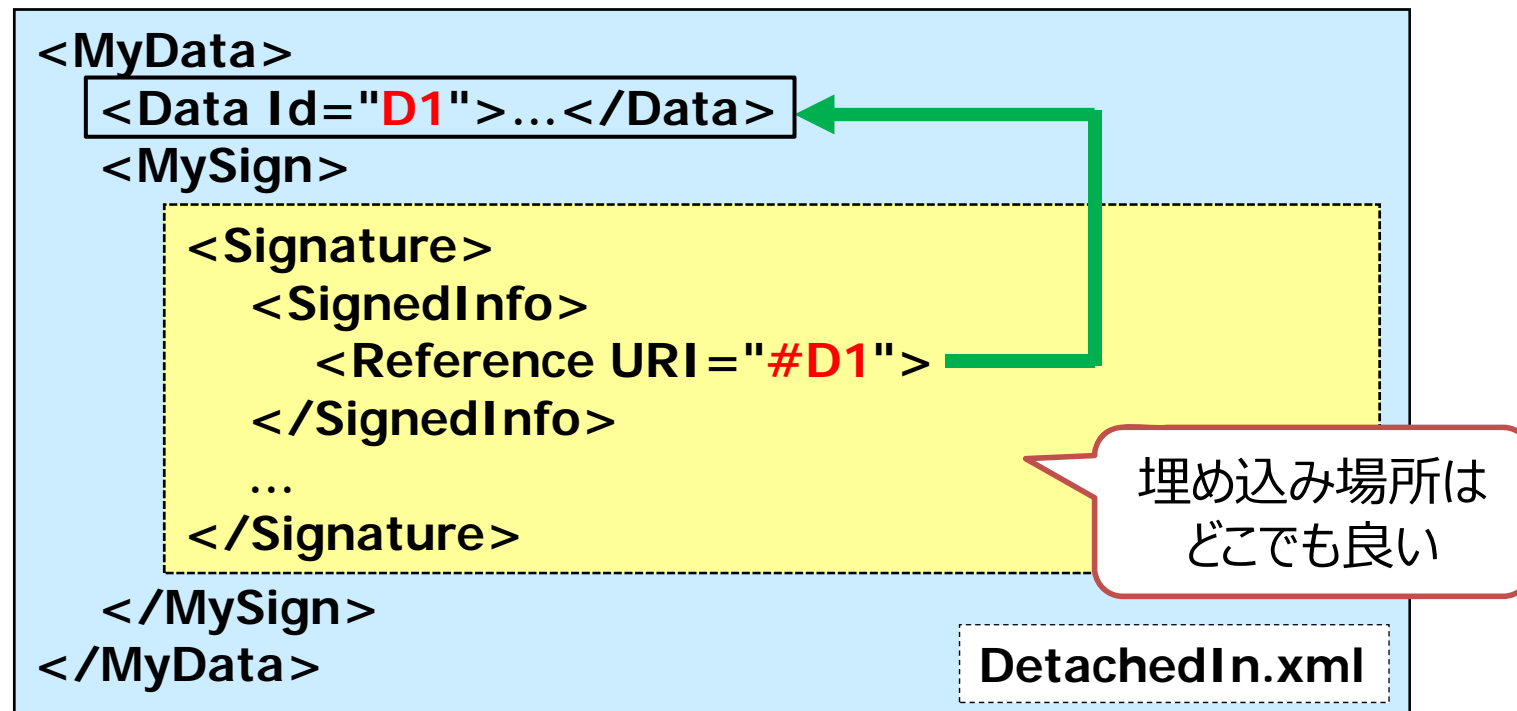 <MyData>
<Data Id="D1">...</Data>
<MySign>
<Signature>
<SignedInfo>
<Reference URI="#D1">
</SignedInfo>
...
</Signature>
埋め込み場所は
どこでも良い
</MySign>
</MyData>
DetachedIn.xml